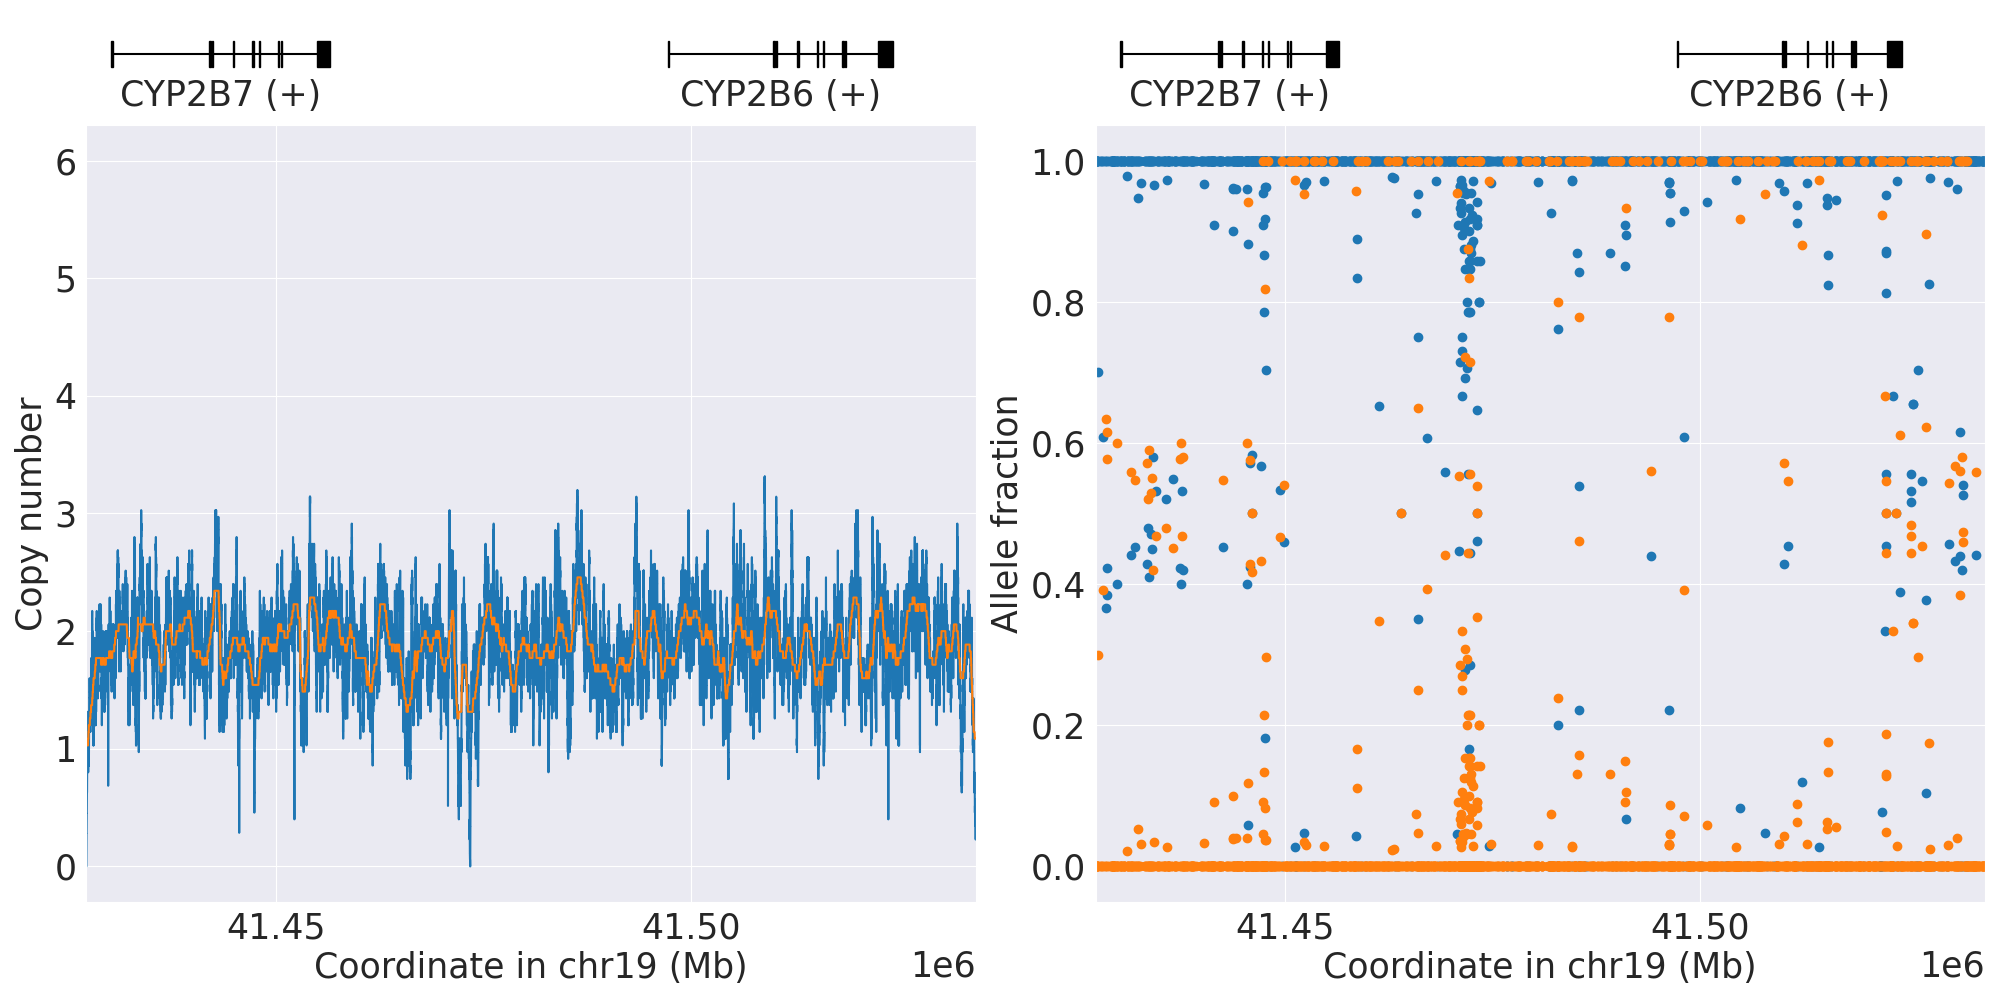 CYP2B7 (+)
CYP2B6 (+)
6
5
4
3
2
1
0
Copy number
41.45
41.50
Coordinate in chr19 (Mb)
1e6
CYP2B7 (+)
CYP2B6 (+)
1.0
0.8
0.6
0.4
0.2
0.0
Allele fraction
41.45
41.50
Coordinate in chr19 (Mb)
1e6